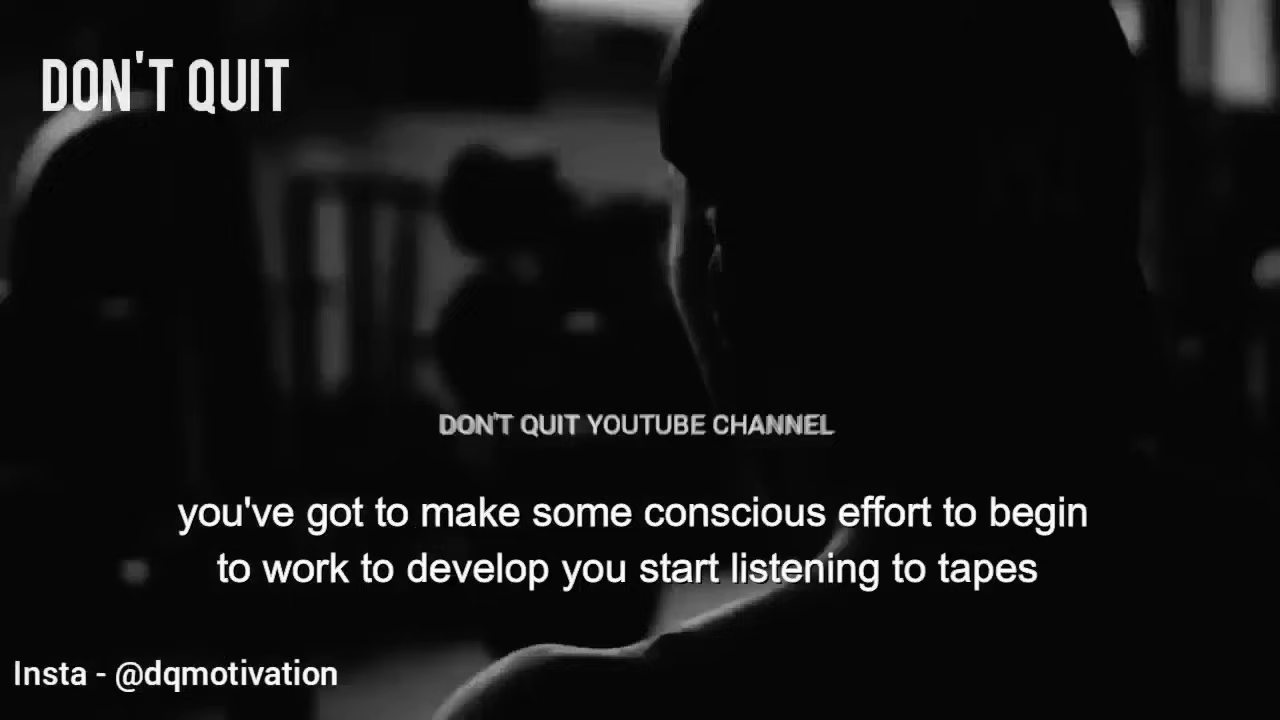 DON'T QUIT
DON'T QUIT YOUTUBE CHANNEL
you've got to make some conscious effort to begin
to work to develop you start listening to tapes
Insta - @dqmotivation